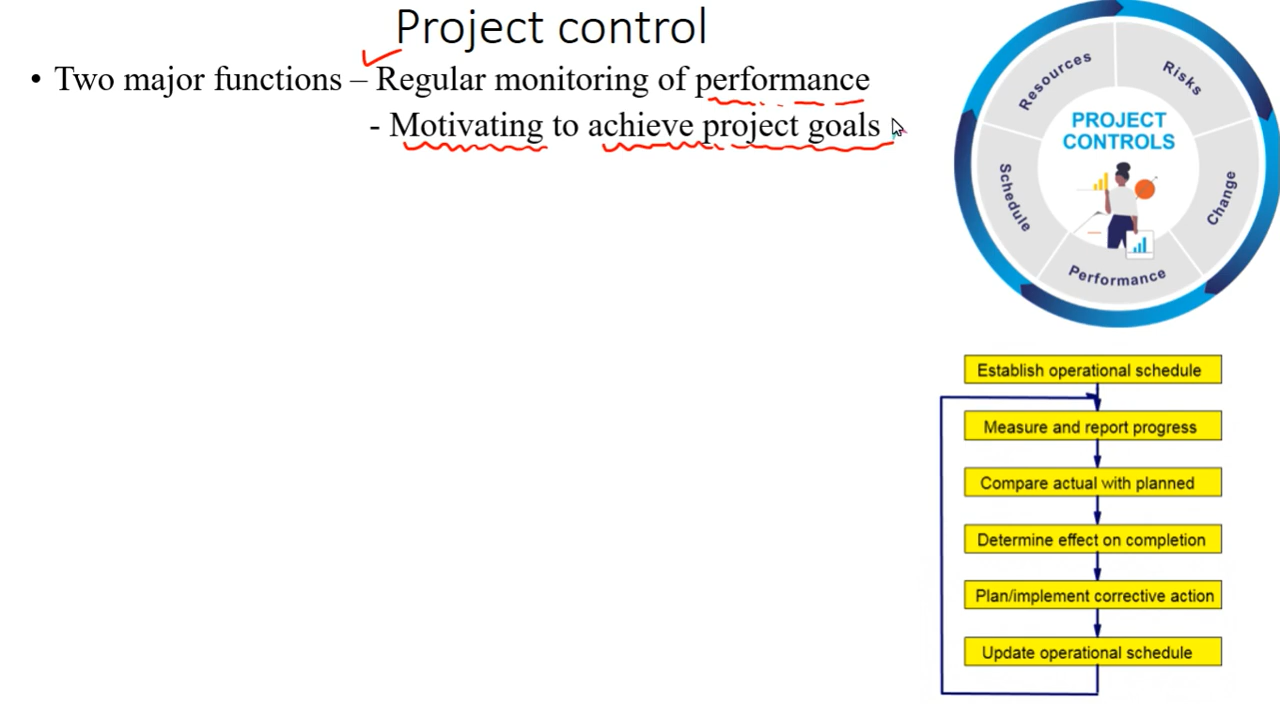 Project control
• Two major functions – Regular monitoring of performance
- Motivating to achieve project goals
Resources
Risks
PROJECT
CONTROLS
Schedule
Change
Performance
Establish operational schedule
Measure and report progress
Compare actual with planned
Determine effect on completion
Plan/implement corrective action
Update operational schedule